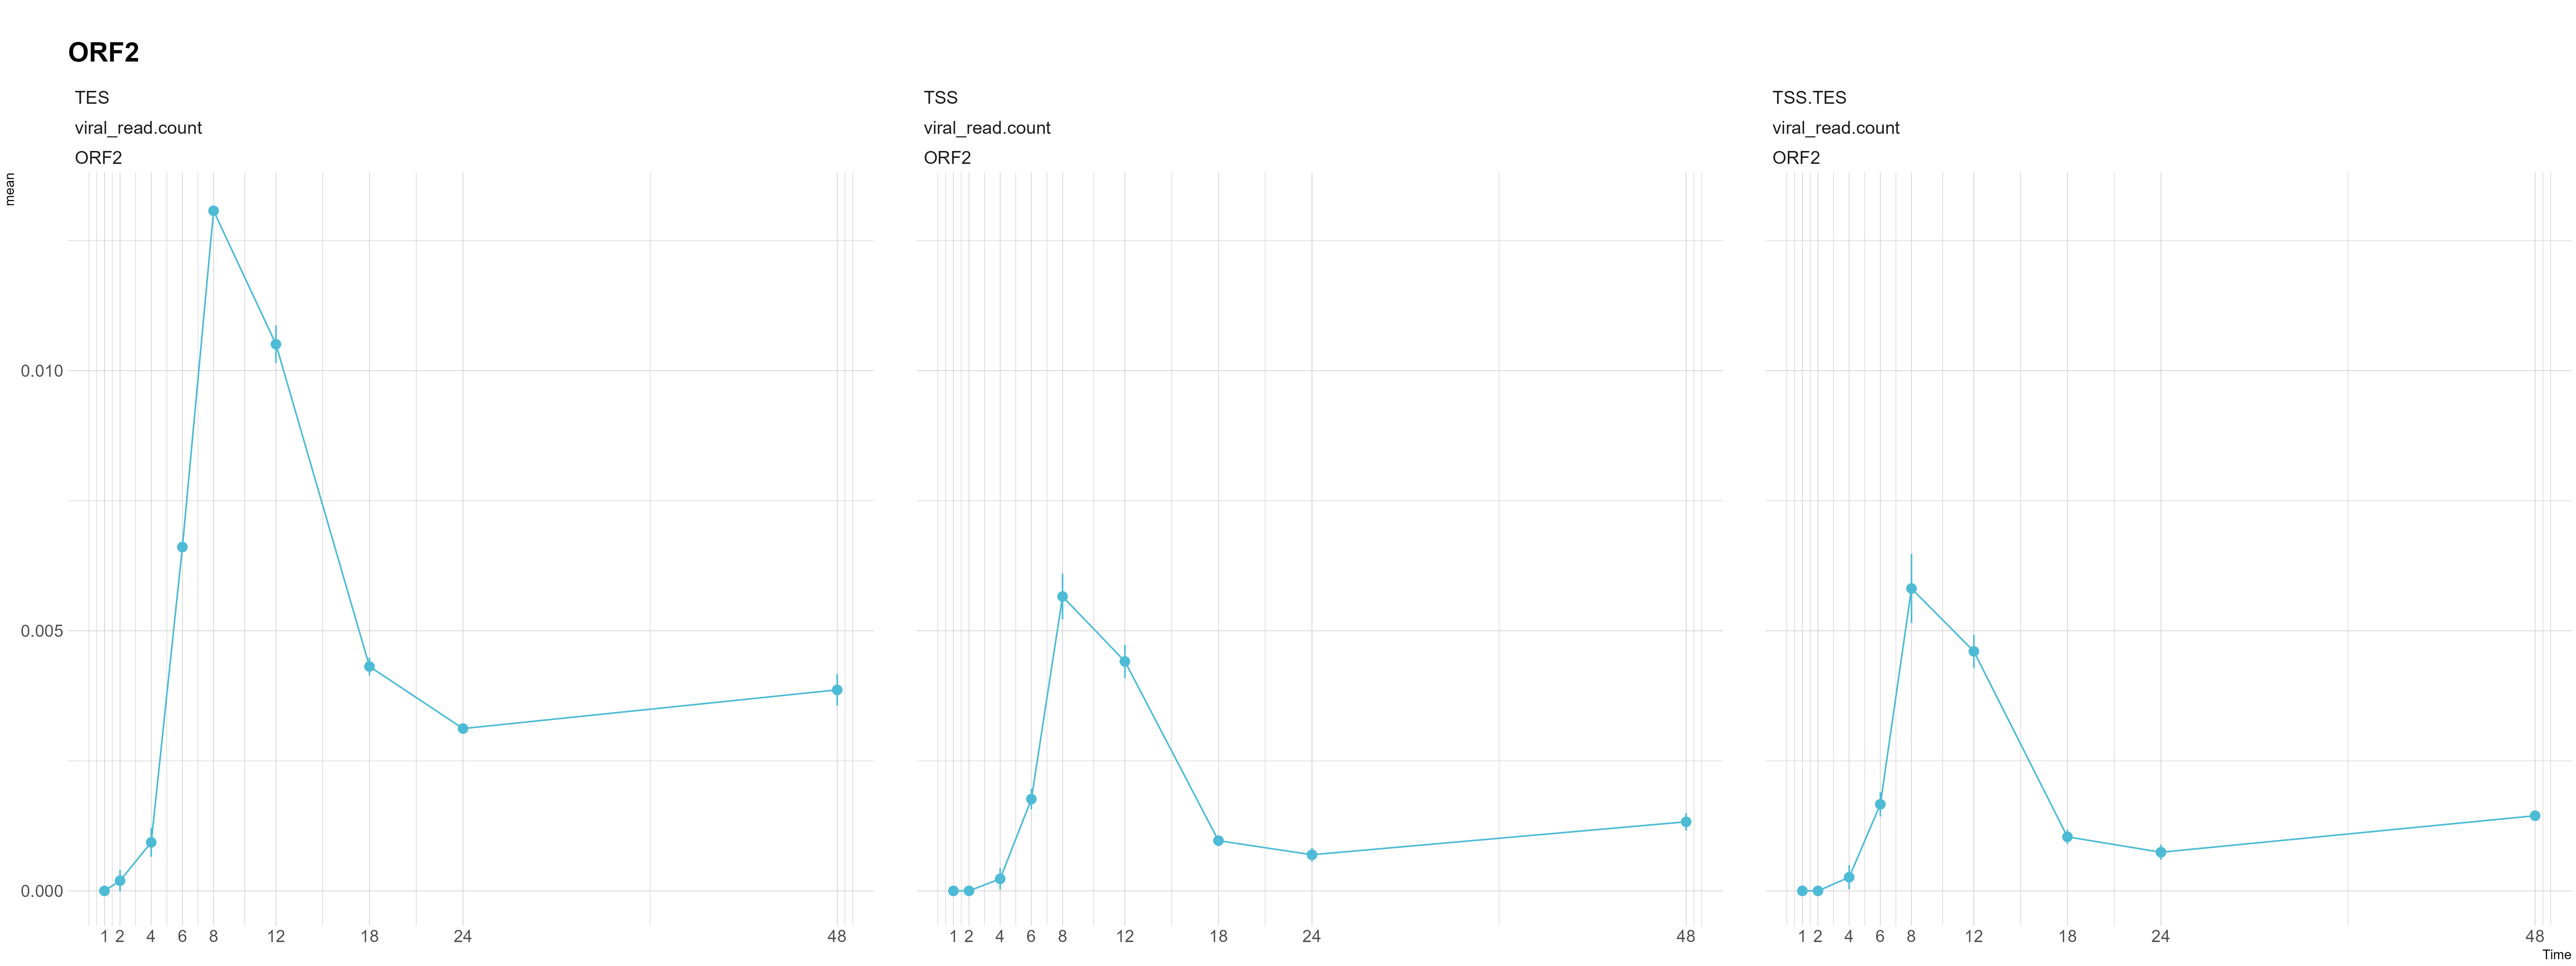 ORF2
TES
viral_read.count
ORF2
TSS
viral_read.count
ORF2
TSS.TES
viral_read.count
ORF2
mean
0.010
0.005
0.000
1 2 4 6 8 12 18 24 48
1 2 4 6 8 12 18 24 48
1 2 4 6 8 12 18 24 48
Time